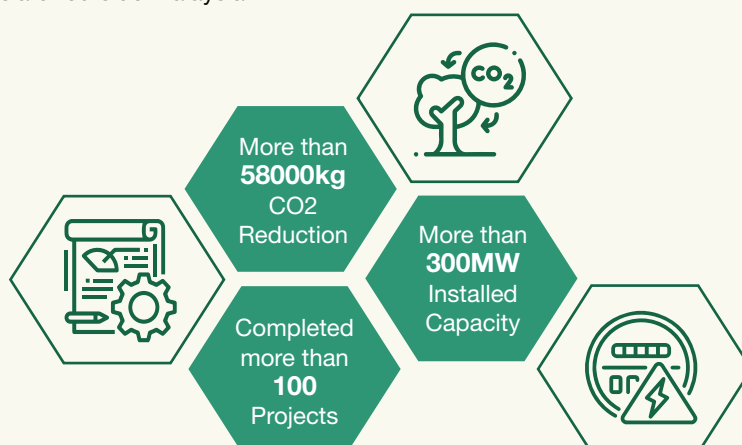 More than
58000kg
CO2
Reduction
More than
300MW
Installed
Capacity
Completed
more than
100
Projects
CO2